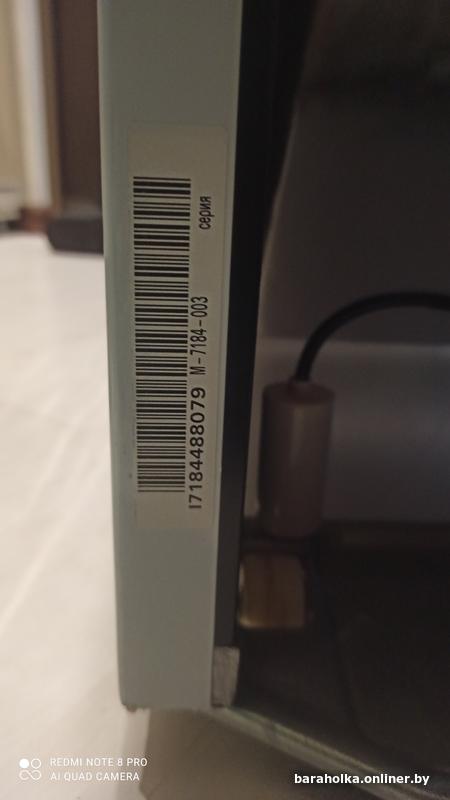 серия
M-7184-003
I7184488079
REDMI NOTE 8 PRO
AI QUAD CAMERA
baraholka.onliner.by